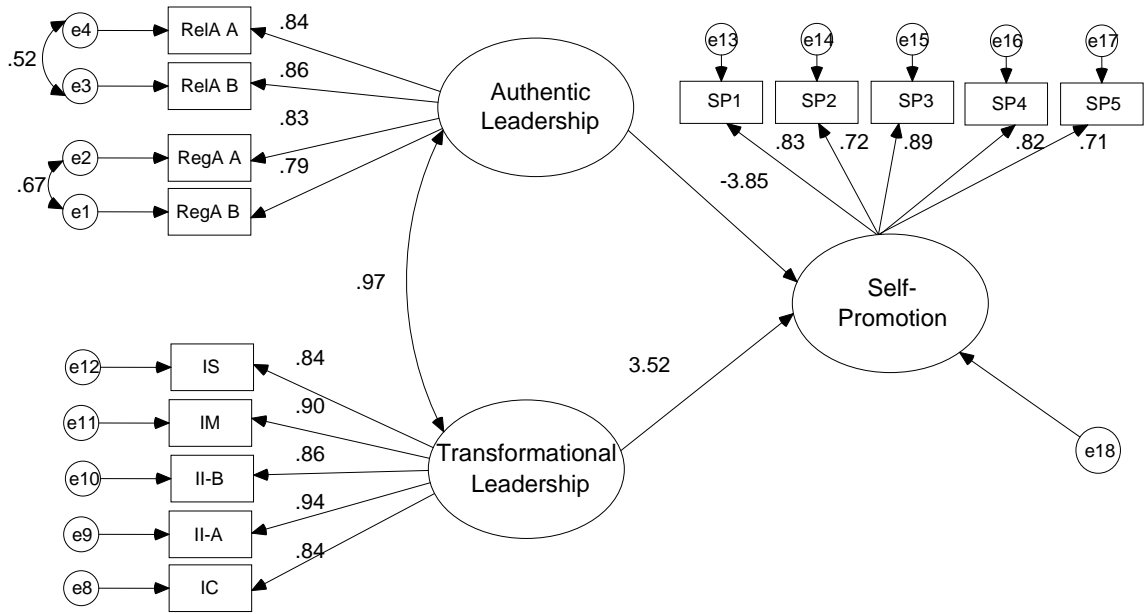 e4
RelA A
.84
.52
e3
RelA B
.86
e2
RegA A
.83
.67
e1
RegA B
.79
Authentic
Leadership
e13
e14
e15
e16
e17
SP1
SP2
SP3
SP4
SP5
.83
.72
.89
.82
.71
-3.85
.97
Self-
Promotion
3.52
e12
IS
.84
e11
IM
.90
e10
II-B
.86
e9
II-A
.94
e8
IC
.84
Transformational
Leadership
e18